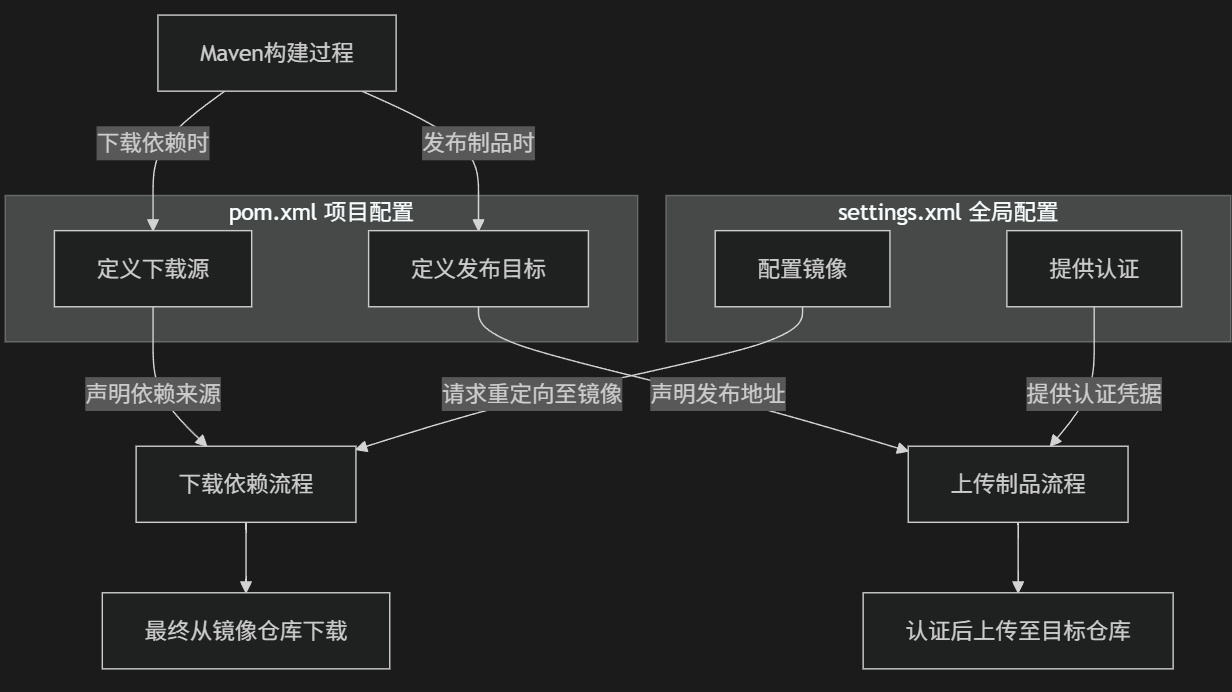 Maven构建过程
下载依赖时
发布制品时
pom.xml 项目配置
settings.xml 全局配置
定义下载源
定义发布目标
配置镜像
提供认证
声明依赖来源
请求重定向至镜像
声明发布地址
提供认证凭据
下载依赖流程
上传制品流程
最终从镜像仓库下载
认证后上传至目标仓库